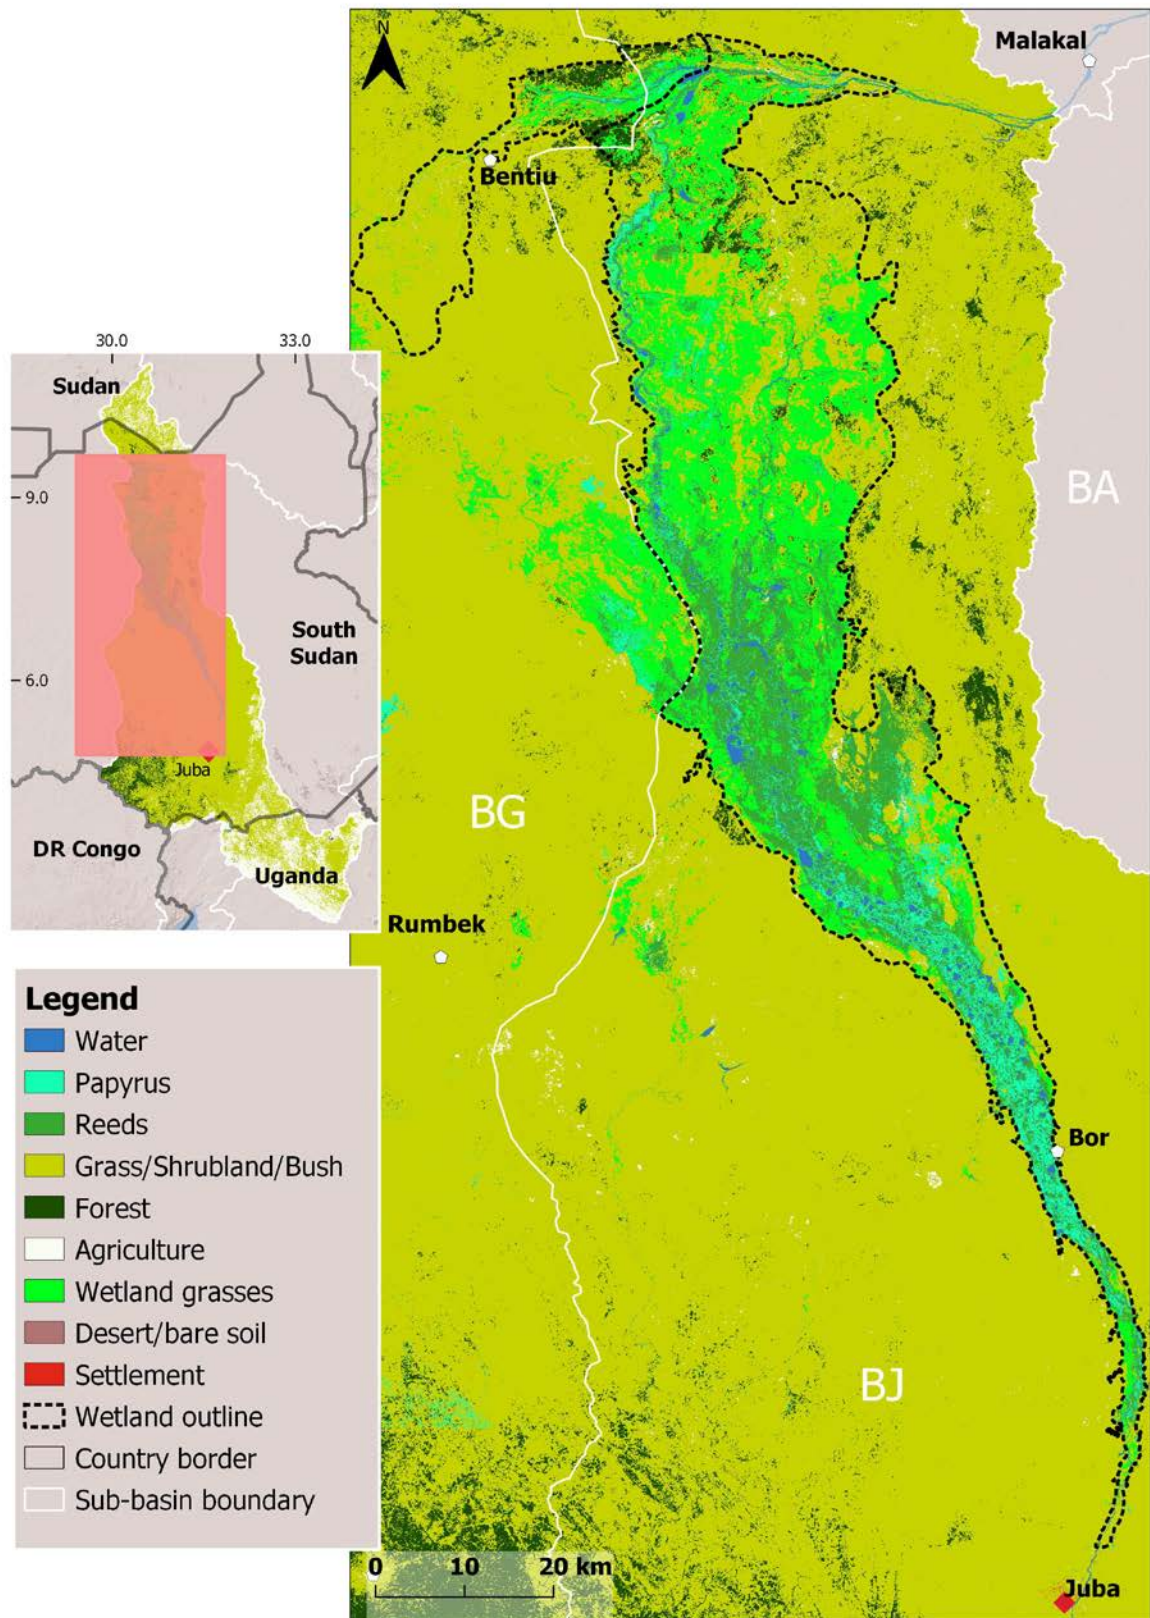 N
Malakal
Bentiu
30.0
33.0
Sudan
9.0
BA
South
Sudan
6.0
Juba
BG
DR Congo
Uganda
Rumbek
Legend
Water
Papyrus
Reeds
Bor
Grass/Shrubland/Bush
Forest
Agriculture
Wetland grasses
Desert/bare soil
Settlement
BJ
Wetland outline
Country border
Sub-basin boundary
0 10 20 km
Juba